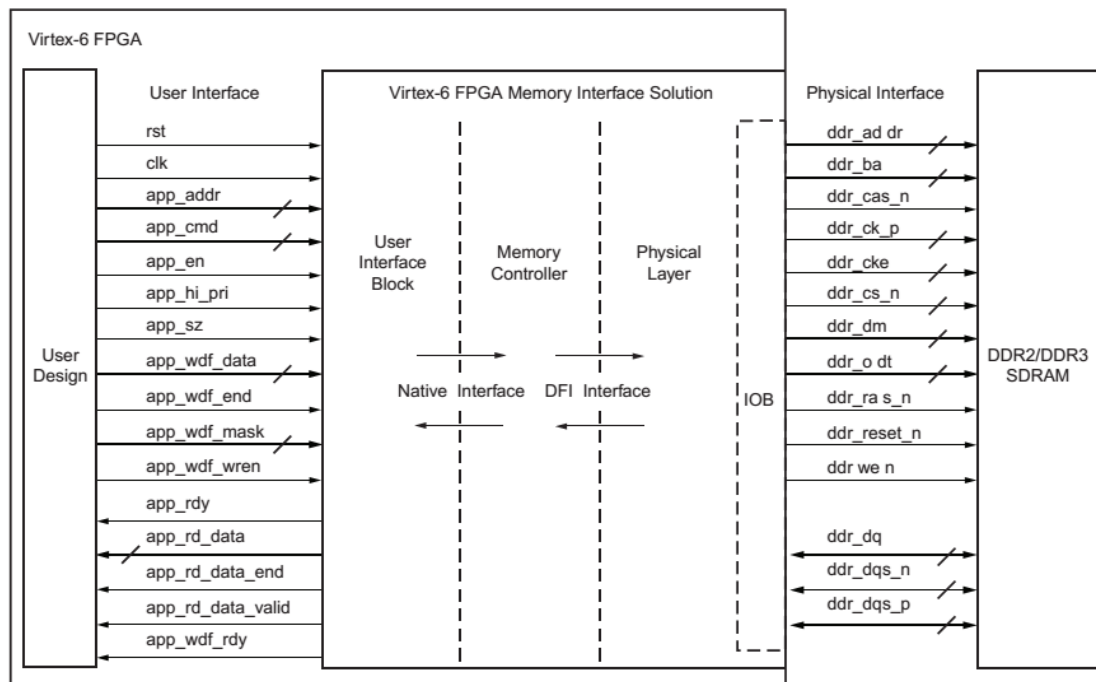 Virtex-6 FPGA
User Interface
Virtex-6 FPGA Memory Interface Solution
Physical Interface
rst
clk
app_addr
app_cmd
app_en
app_hi_pri
app_sz
app_wdf_data
app_wdf_end
app_wdf_mask
app_wdf_wren
app_rdy
app_rd_data
app_rd_data_end
app_rd_data_valid
app_wdf_rdy
User
Design
User
Interface
Block
Memory
Controller
Physical
Layer
Native Interface
DFI Interface
IOB
ddr_ad dr
ddr_ba
ddr_cas_n
ddr_ck_p
ddr_cke
ddr_cs_n
ddr_dm
ddr_o dt
ddr_ra s_n
ddr_reset_n
ddr we n
ddr_dq
ddr_dqs_n
ddr_dqs_p
DDR2/DDR3
SDRAM